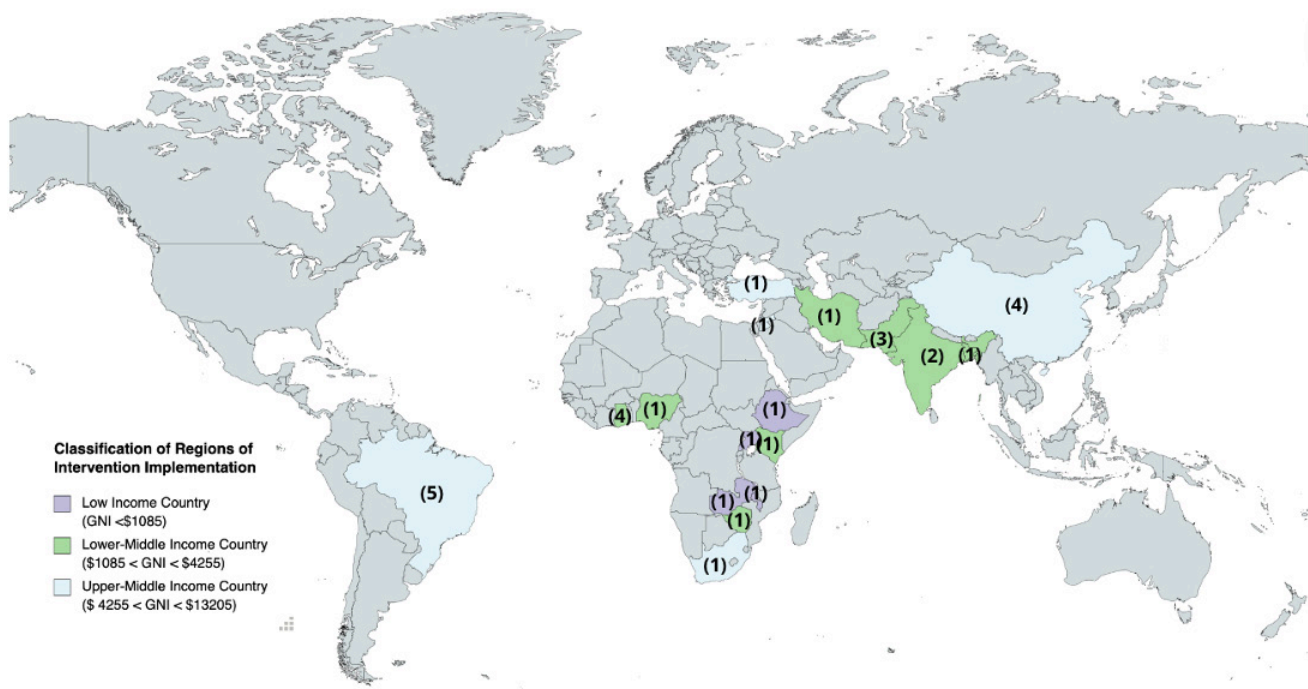 (1)
(1)
(1)
(3)
(2)
(1)
(4)
(4)
(1)
(1)
(1)
(1)
(5)
(1)
(1)
(1)
(1)
Classification of Regions of
Intervention Implementation
Low Income Country
(GNI <$1085)
Lower-Middle Income Country
($1085 < GNI < $4255)
Upper-Middle Income Country
($ 4255 < GNI < $13205)